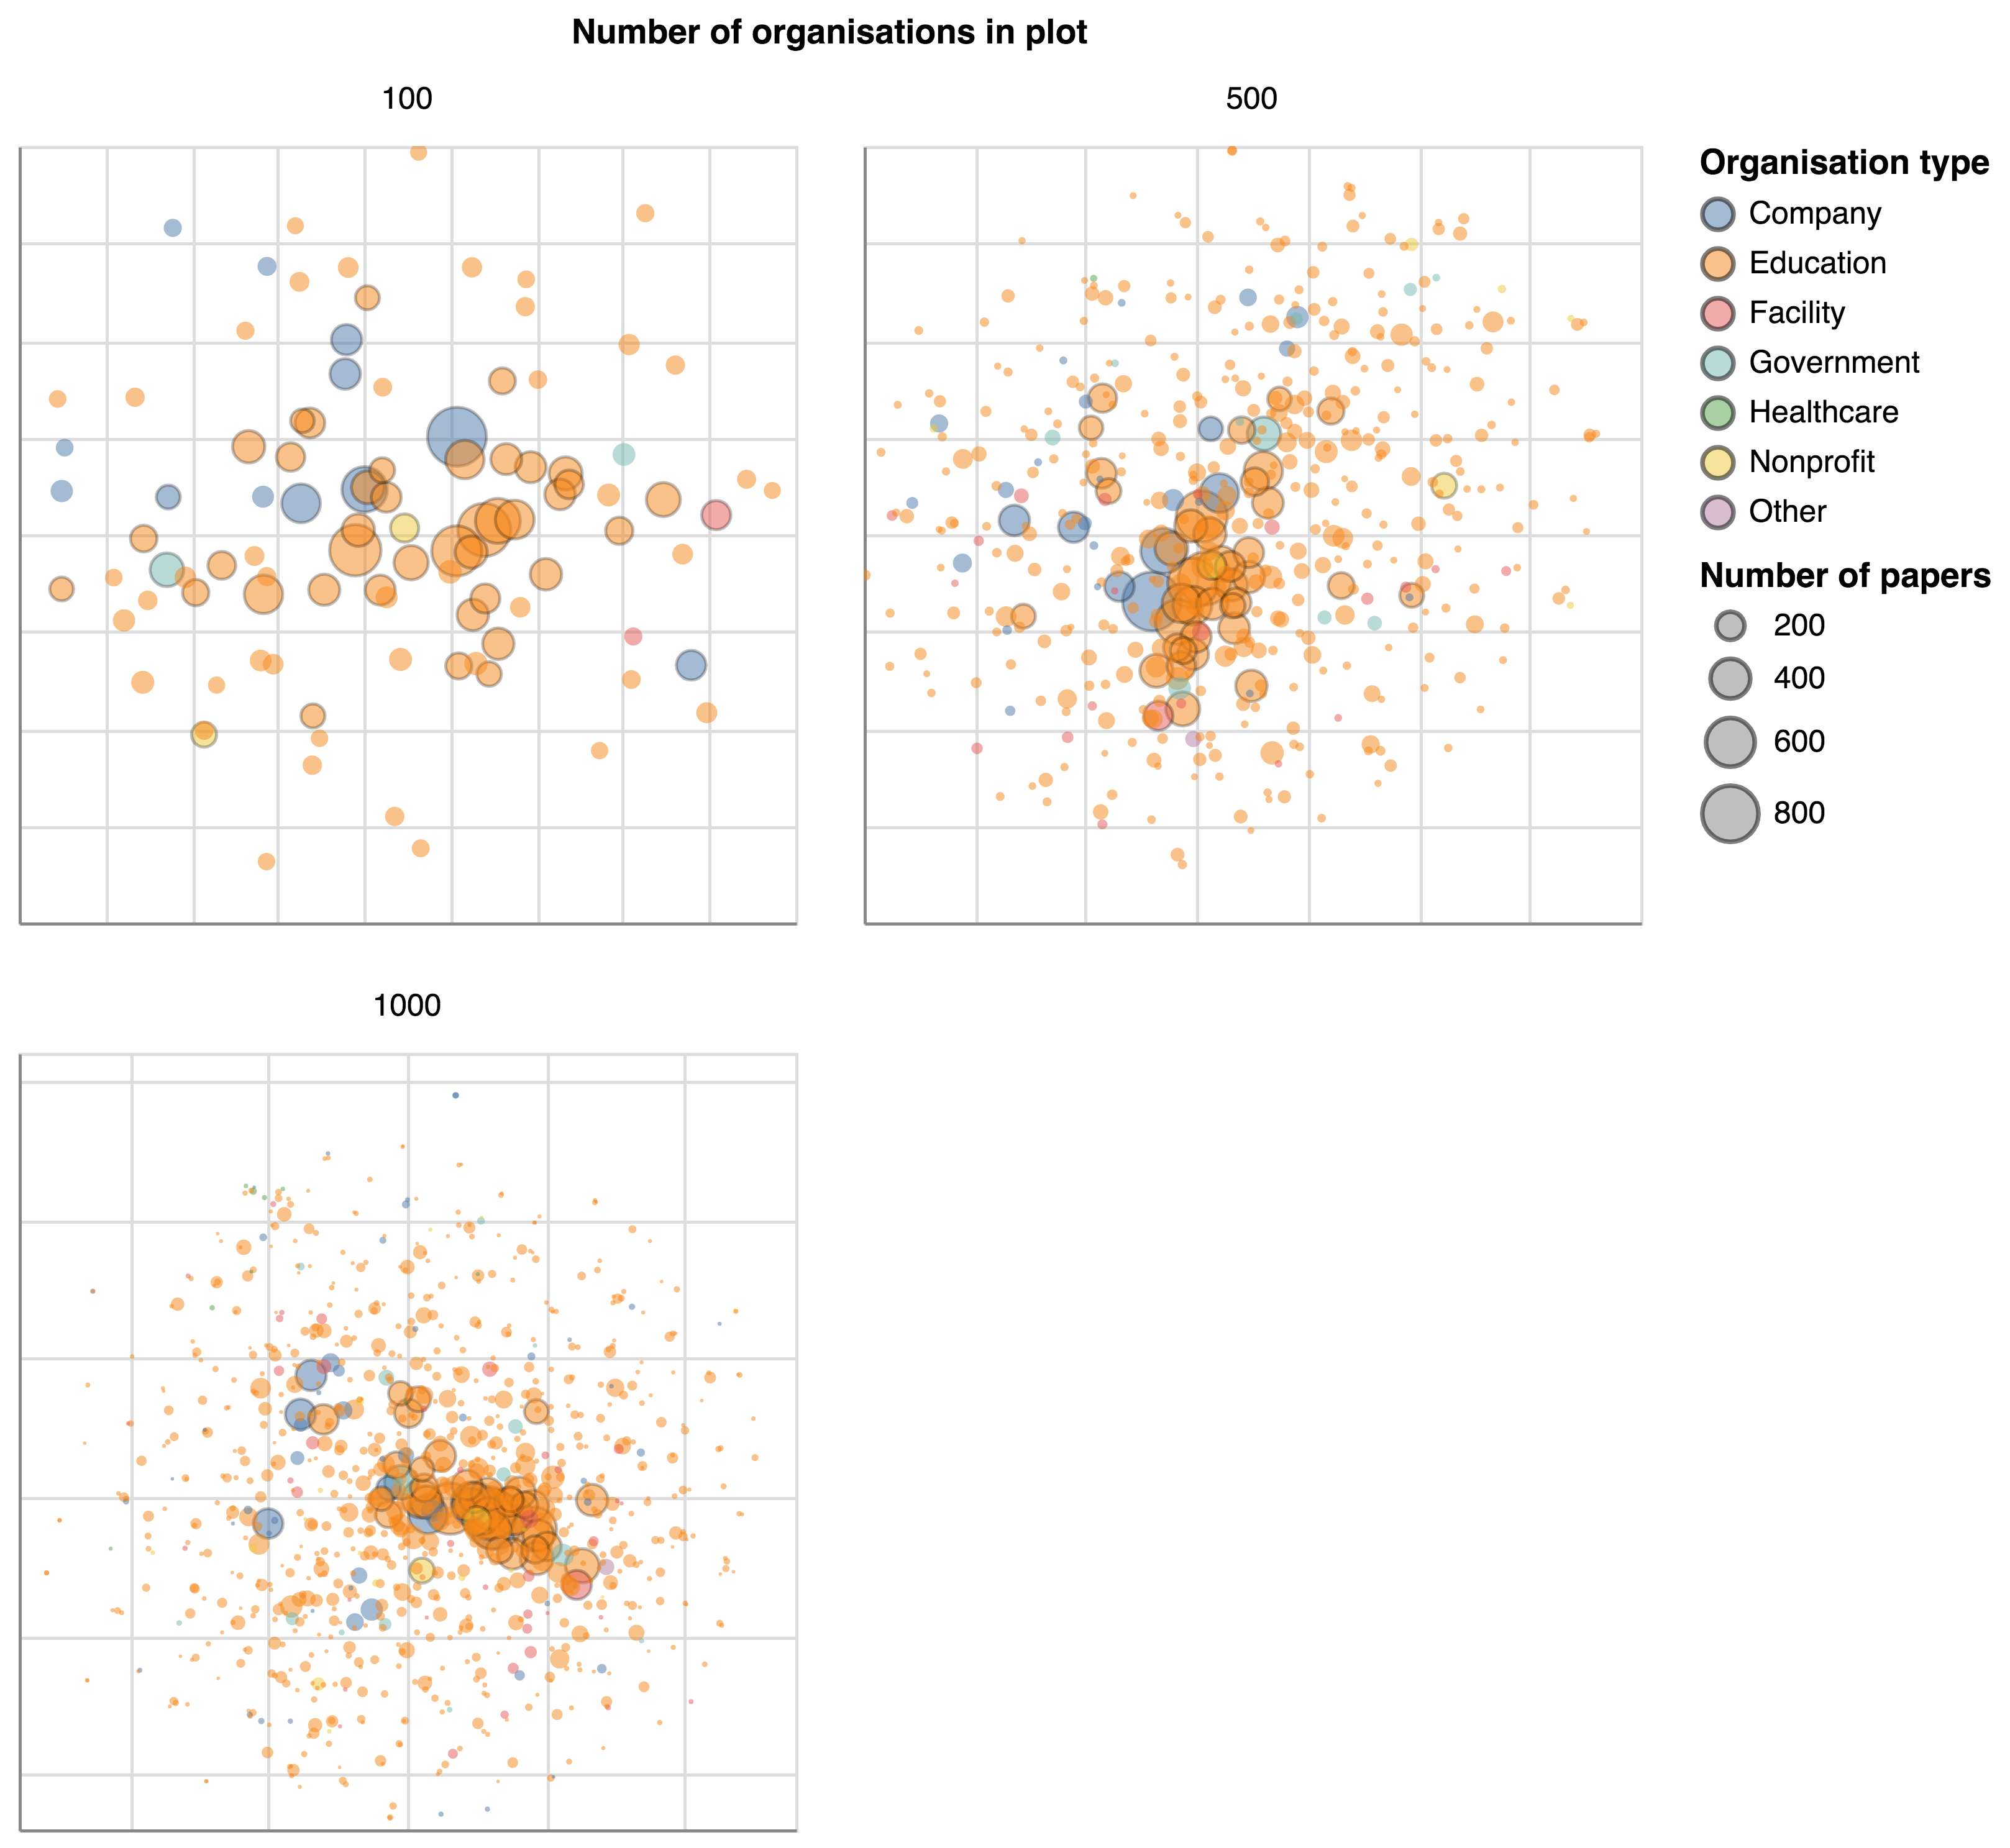 Number of organisations in plot
100
500
Organisation type
Company
Education
Facility
Government
Healthcare
Nonprofit
Other
Number of papers
200
400
600
800
1000